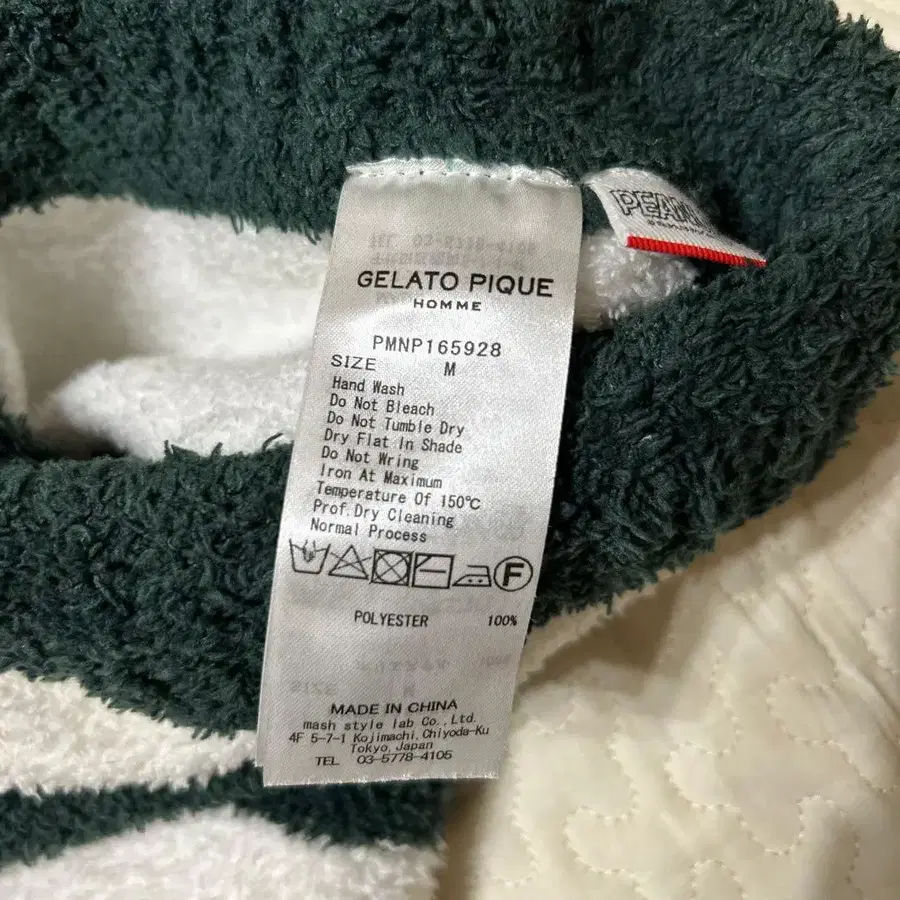 GELATO PIQUE
HOMME
PMNP165928
SIZE M
Hand Wash
Do Not Bleach
Do Not Tumble Dry
Dry Flat In Shade
Do Not Wring
Iron At Maximum
Temperature Of 150℃
Prof.Dry Cleaning
Normal Process
F
POLYESTER 100%
MADE IN CHINA
mash style lab Co.,Ltd.
4F 5-7-1 Kojimachi,Chiyoda-Ku
Tokyo,Japan
TEL 03-5778-4105